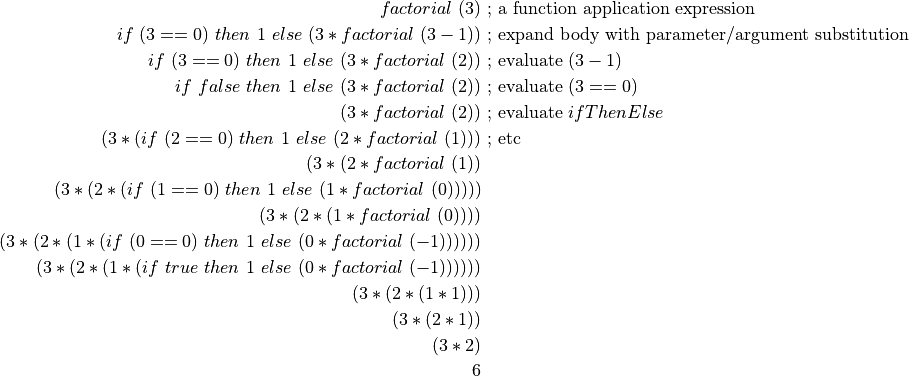 factorial (3) ; a function application expression
if (3 == 0) then 1 else (3 ∗ factorial (3 − 1)) ; expand body with parameter/argument substitution
if (3 == 0) then 1 else (3 ∗ factorial (2)) ; evaluate (3 − 1)
if false then 1 else (3 ∗ factorial (2)) ; evaluate (3 == 0)
(3 ∗ factorial (2)) ; evaluate ifThenElse
(3 ∗ (if (2 == 0) then 1 else (2 ∗ factorial (1))) ; etc
(3 ∗ (2 ∗ factorial (1))
(3 ∗ (2 ∗ (if (1 == 0) then 1 else (1 ∗ factorial (0)))))
(3 ∗ (2 ∗ (1 ∗ factorial (0))))
(3 ∗ (2 ∗ (1 ∗ (if (0 == 0) then 1 else (0 ∗ factorial (−1))))))
(3 ∗ (2 ∗ (1 ∗ (if true then 1 else (0 ∗ factorial (−1))))))
(3 ∗ (2 ∗ (1 ∗ 1)))
(3 ∗ (2 ∗ 1))
(3 ∗ 2)
6